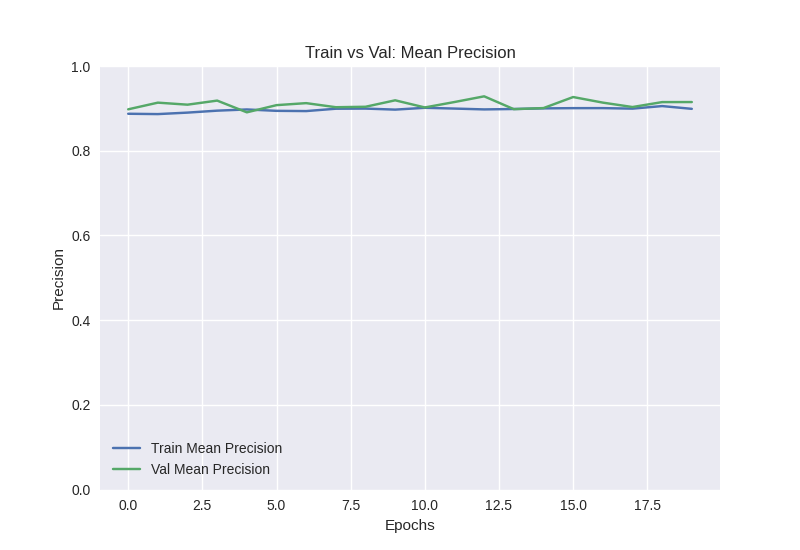 Train vs Val: Mean Precision
1.0
0.8
0.6
0.4
0.2
0.0
Precision
Train Mean Precision
Val Mean Precision
0.0 2.5 5.0 7.5 10.0 12.5 15.0 17.5
Epochs